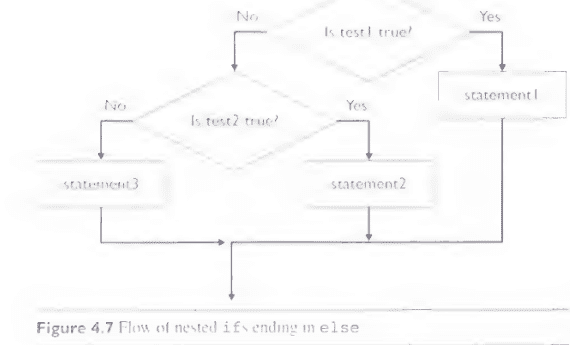 No
Yes
Is test1 true?
statement1
No
Yes
Is test2 true?
statement3
statement2
Figure 4.7 Flow of nested ifs ending in else